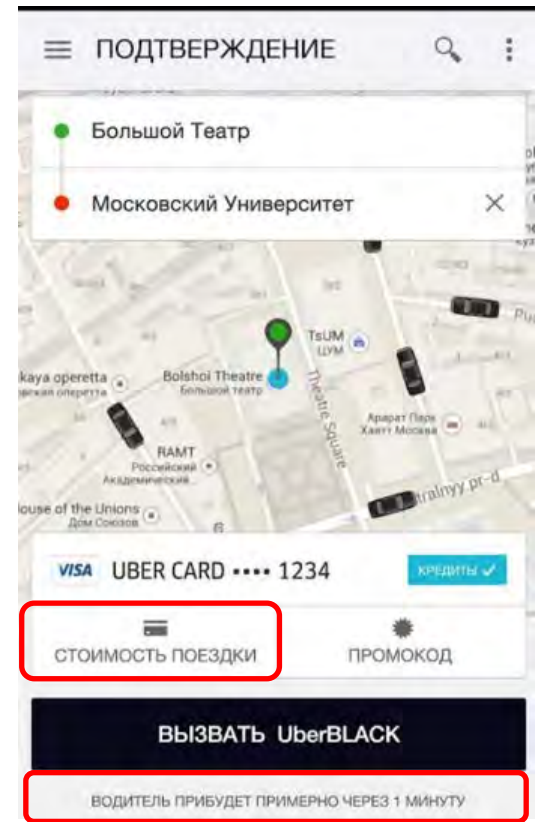 ПОДТВЕРЖДЕНИЕ
Большой Театр
Московский Университет
TsUM
ЦУМ
kaya operetta
Bolshoi Theatre
Большой театр
Theatre Square
Арарат Парк
Хаятт Москва
RAMT
Российский
Академический...
ouse of the Unions
Дом Союзов
tralnyy pr-d
VISA UBER CARD •••• 1234 КРЕДИТЫ
СТОИМОСТЬ ПОЕЗДКИ ПРОМОКОД
ВЫЗВАТЬ UberBLACK
ВОДИТЕЛЬ ПРИБУДЕТ ПРИМЕРНО ЧЕРЕЗ 1 МИНУТУ